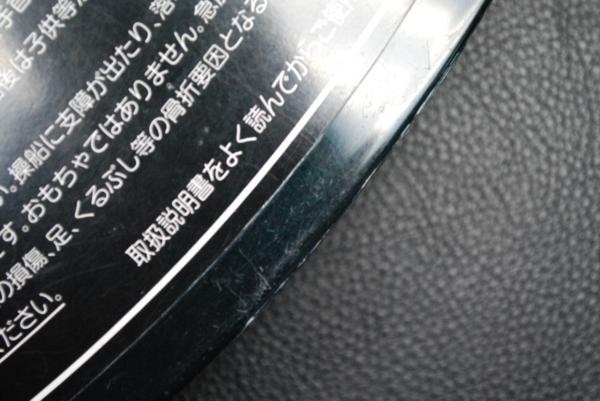 後は子供等
操船に支障が出たり、落
す。おもちゃではありません。急
の損傷、足、くるぶし等の骨折要因となる
ださい。
取扱説明書をよく読んでからご使用